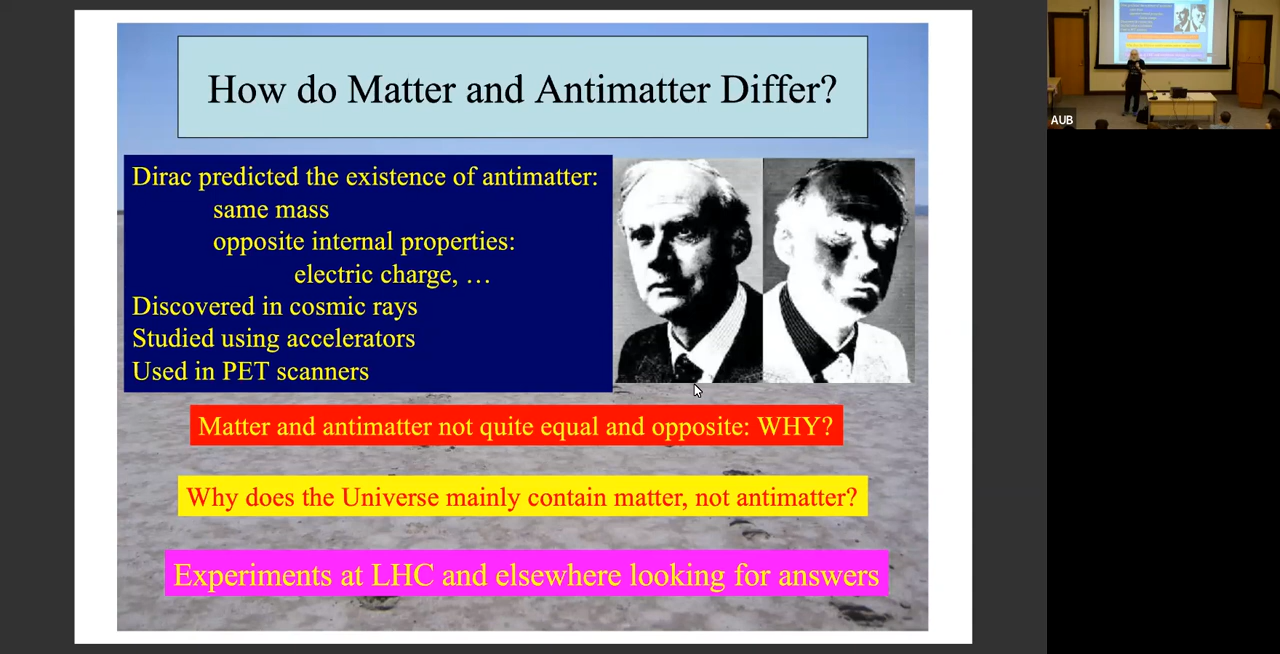 How do Matter and Antimatter Differ?
Dirac predicted the existence of antimatter:
same mass
opposite internal properties:
electric charge, …
Discovered in cosmic rays
Studied using accelerators
Used in PET scanners
Matter and antimatter not quite equal and opposite: WHY?
Why does the Universe mainly contain matter, not antimatter?
Experiments at LHC and elsewhere looking for answers
AUB